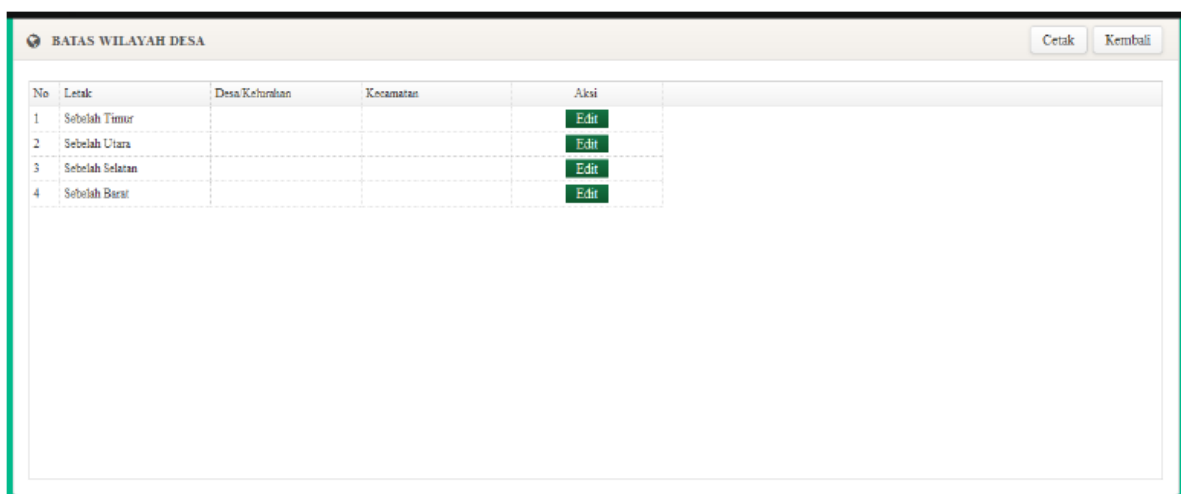 BATAS WILAYAH DESA
Cetak Kembali
No Letak Desa/Kelurahan Kecamatan Aksi
1 Sebelah Timur Edit
2 Sebelah Utara Edit
3 Sebelah Selatan Edit
4 Sebelah Barat Edit